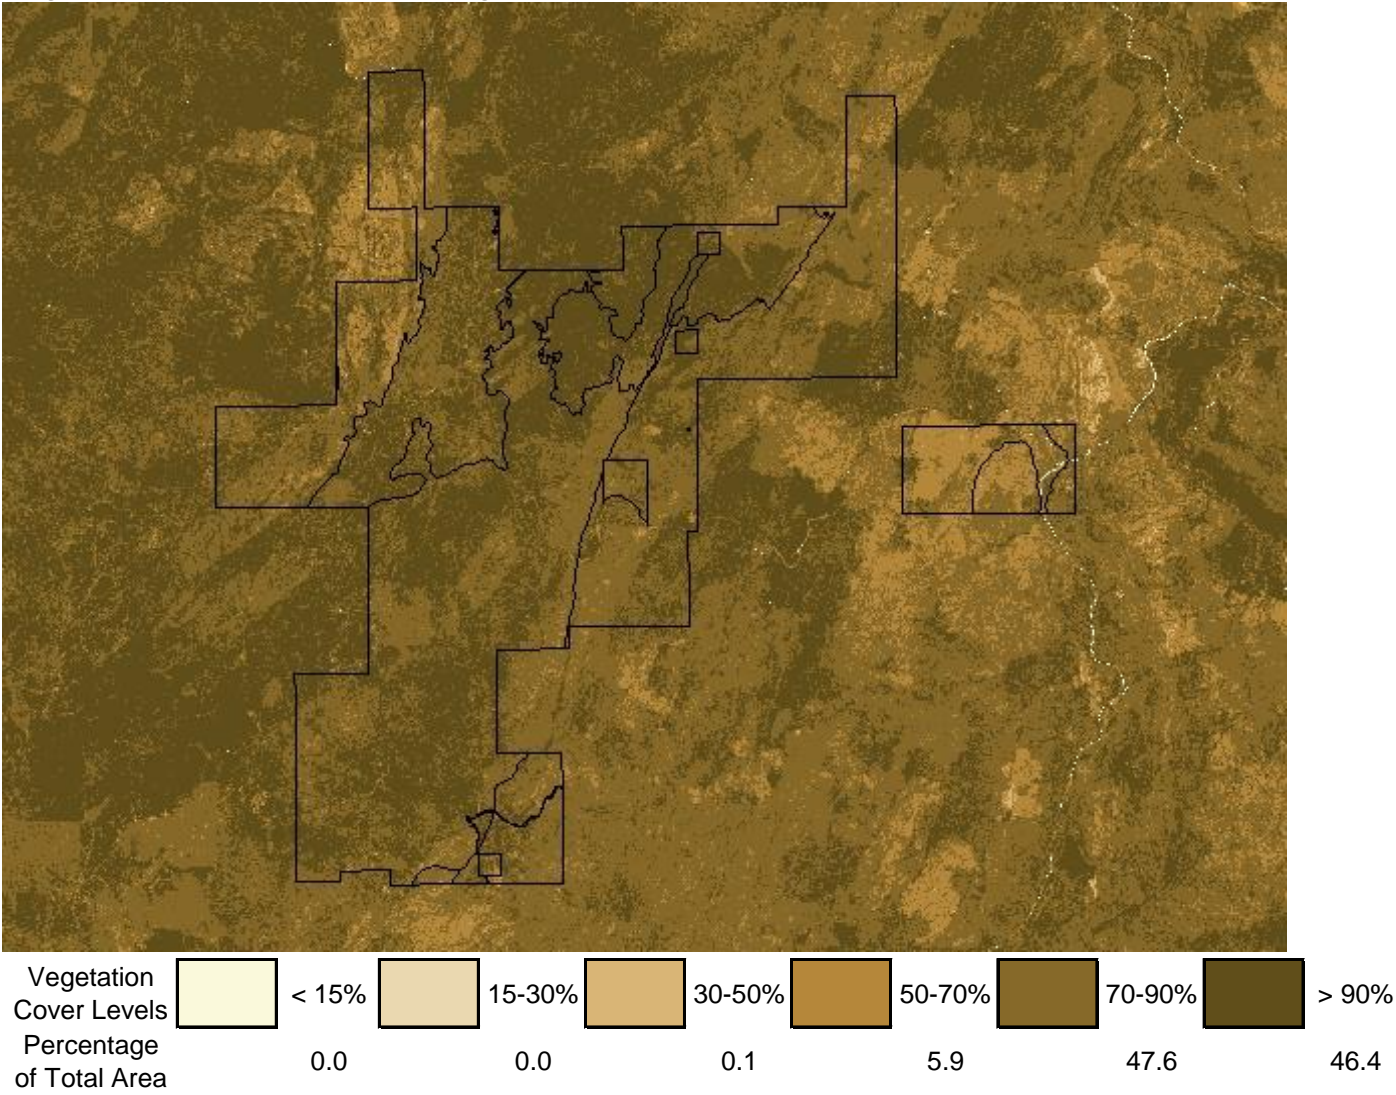 Vegetation
Cover Levels
< 15% 15-30% 30-50% 50-70% 70-90% > 90%
Percentage
of Total Area
0.0 0.0 0.1 5.9 47.6 46.4